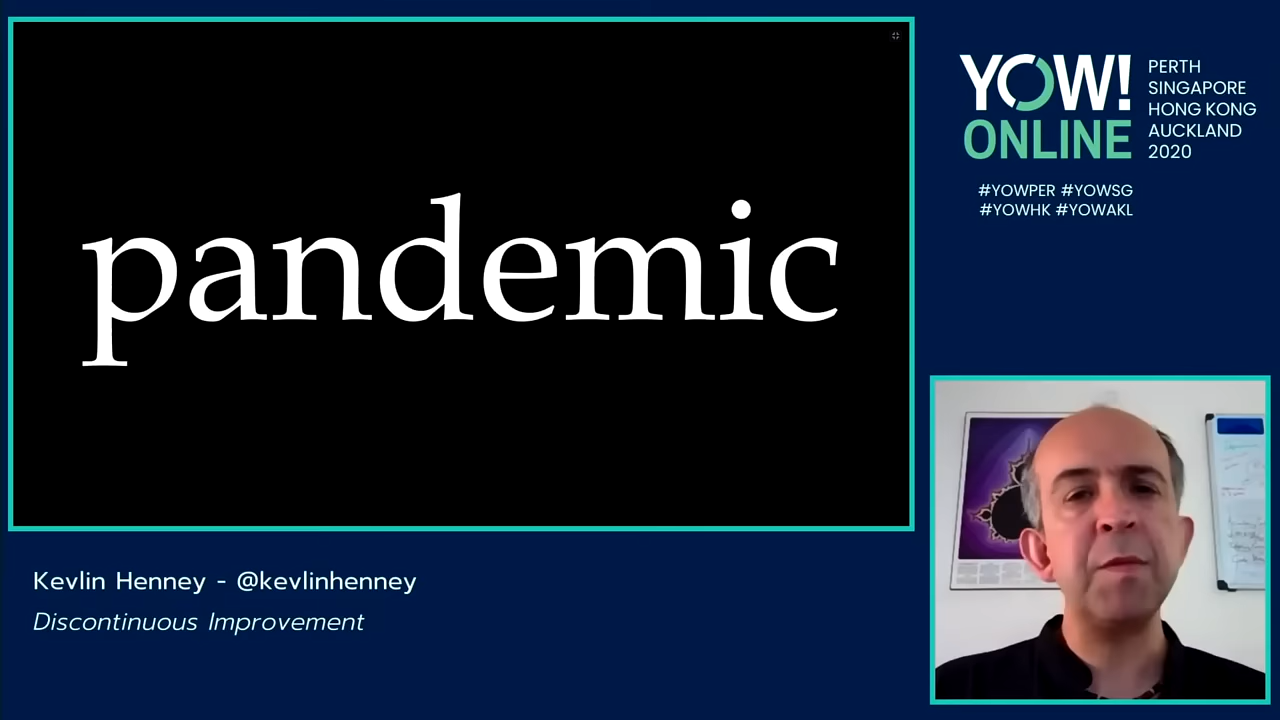 pandemic
YOW!
ONLINE
PERTH
SINGAPORE
HONG KONG
AUCKLAND
2020
#YOWPER #YOWSG
#YOWHK #YOWAKL
Kevlin Henney - @kevlinhenney
Discontinuous Improvement